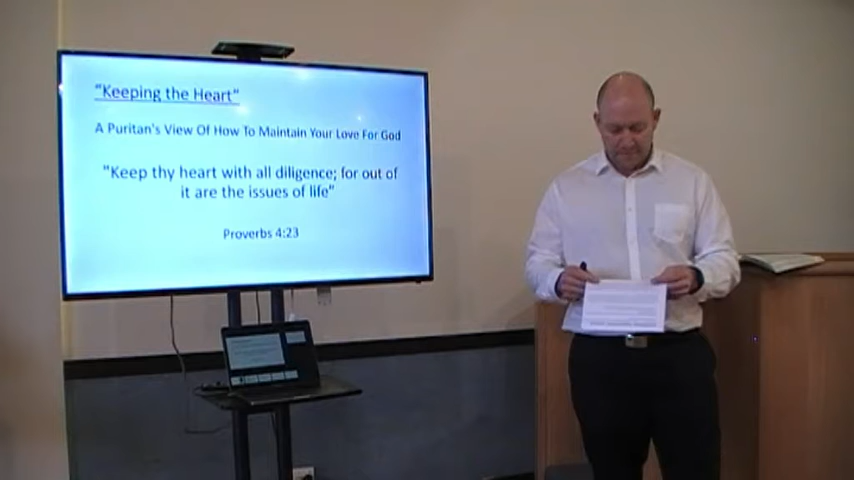 "Keeping the Heart"
A Puritan's View Of How To Maintain Your Love For God
"Keep thy heart with all diligence; for out of
it are the issues of life"
Proverbs 4:23